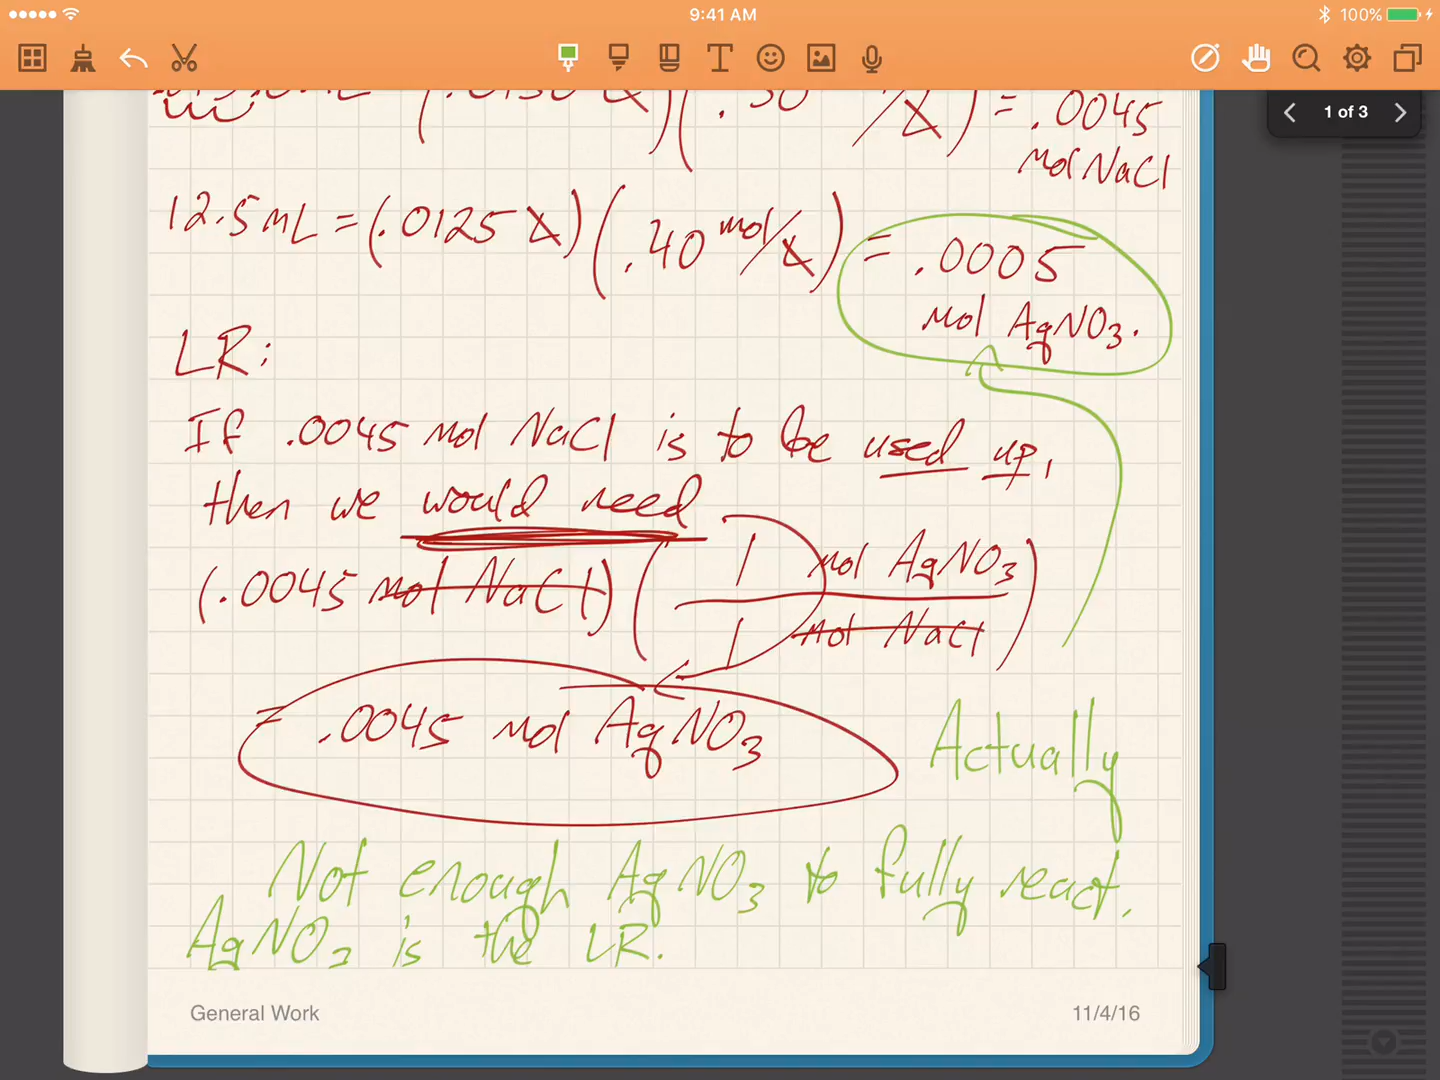 9:41 AM
100%
1 of 3
.0045
mol NaCl
12.5 mL = (.0125 L)(.40 mol/L) = .0005
mol AgNO3.
LR:
If .0045 mol NaCl is to be used up,
then we would need
(.0045 mol NaCl) (1 mol AgNO3
1 mol NaCl)
= .0045 mol AgNO3
Actually
Not enough AgNO3 to fully react.
AgNO3 is the LR.
General Work
11/4/16